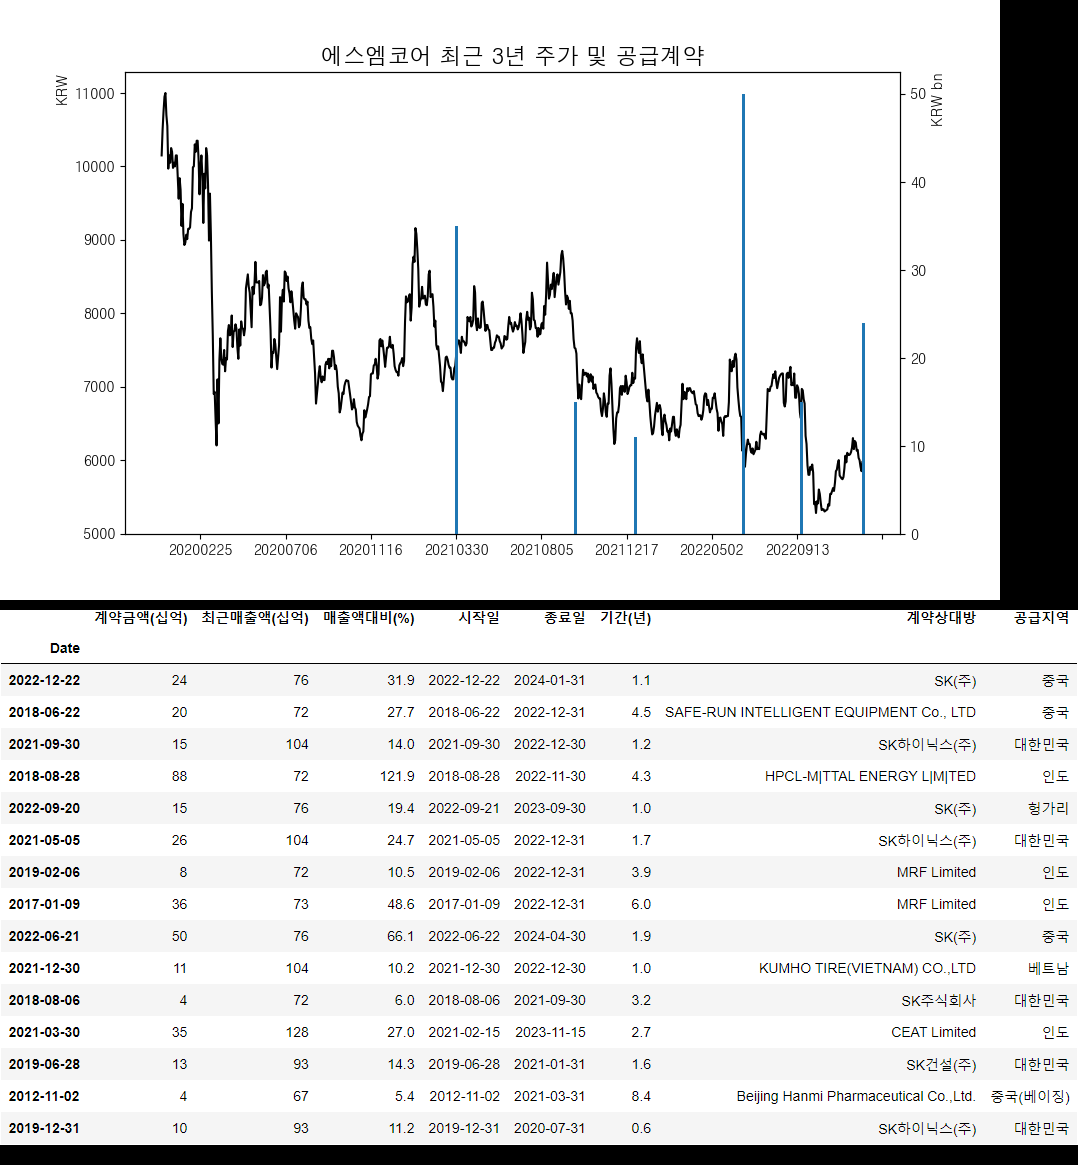 에스엠코어 최근 3년 주가 및 공급계약
KRW
KRW bn
11000
10000
9000
8000
7000
6000
5000
50
40
30
20
10
0
20200225 20200706 20201116 20210330 20210805 20211217 20220502 20220913
계약금액(십억) 최근매출액(십억) 매출액대비(%) 시작일 종료일 기간(년) 계약상대방 공급지역
Date
2022-12-22 24 76 31.9 2022-12-22 2024-01-31 1.1 SK(주) 중국
2018-06-22 20 72 27.7 2018-06-22 2022-12-31 4.5 SAFE-RUN INTELLIGENT EQUIPMENT Co., LTD 중국
2021-09-30 15 104 14.0 2021-09-30 2022-12-30 1.2 SK하이닉스(주) 대한민국
2018-08-28 88 72 121.9 2018-08-28 2022-11-30 4.3 HPCL-M|TTAL ENERGY L|M|TED 인도
2022-09-20 15 76 19.4 2022-09-21 2023-09-30 1.0 SK(주) 헝가리
2021-05-05 26 104 24.7 2021-05-05 2022-12-31 1.7 SK하이닉스(주) 대한민국
2019-02-06 8 72 10.5 2019-02-06 2022-12-31 3.9 MRF Limited 인도
2017-01-09 36 73 48.6 2017-01-09 2022-12-31 6.0 MRF Limited 인도
2022-06-21 50 76 66.1 2022-06-22 2024-04-30 1.9 SK(주) 중국
2021-12-30 11 104 10.2 2021-12-30 2022-12-30 1.0 KUMHO TIRE(VIETNAM) CO.,LTD 베트남
2018-08-06 4 72 6.0 2018-08-06 2021-09-30 3.2 SK주식회사 대한민국
2021-03-30 35 128 27.0 2021-02-15 2023-11-15 2.7 CEAT Limited 인도
2019-06-28 13 93 14.3 2019-06-28 2021-01-31 1.6 SK건설(주) 대한민국
2012-11-02 4 67 5.4 2012-11-02 2021-03-31 8.4 Beijing Hanmi Pharmaceutical Co.,Ltd. 중국(베이징)
2019-12-31 10 93 11.2 2019-12-31 2020-07-31 0.6 SK하이닉스(주) 대한민국